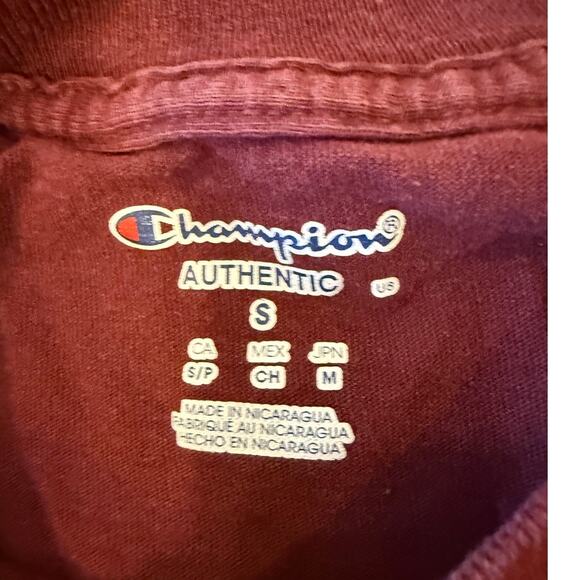 Champion®
AUTHENTIC US
S
CA MEX JPN
S/P CH M
MADE IN NICARAGUA
FABRIQUÉ AU NICARAGUA
HECHO EN NICARAGUA